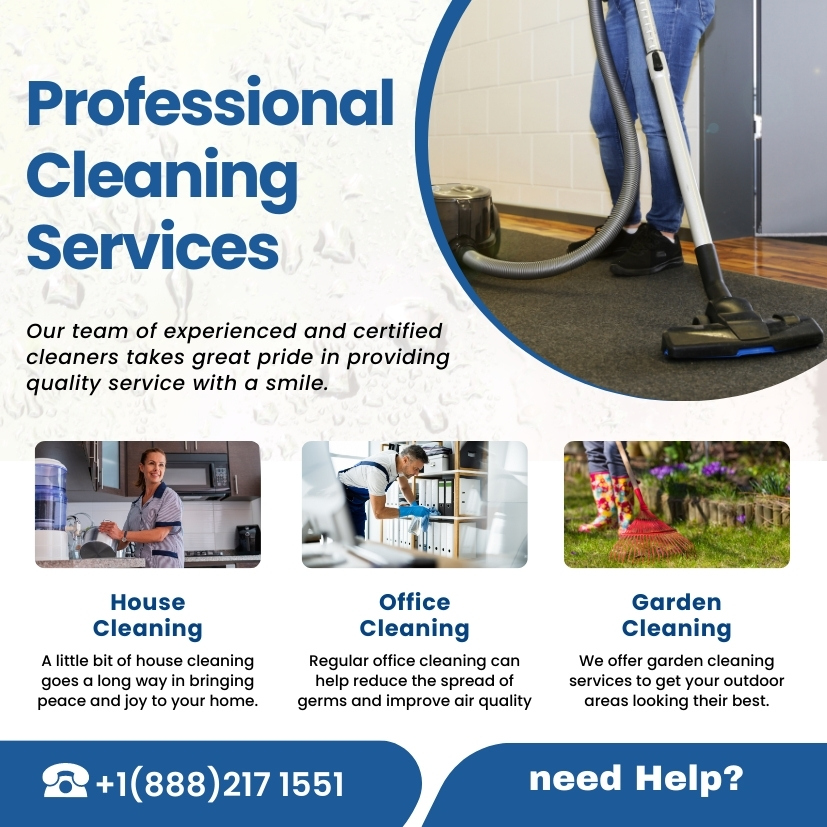 Professional
Cleaning
Services
Our team of experienced and certified
cleaners takes great pride in providing
quality service with a smile.
House
Cleaning
A little bit of house cleaning
goes a long way in bringing
peace and joy to your home.
Office
Cleaning
Regular office cleaning can
help reduce the spread of
germs and improve air quality
Garden
Cleaning
We offer garden cleaning
services to get your outdoor
areas looking their best.
+1(888)217 1551
need Help?